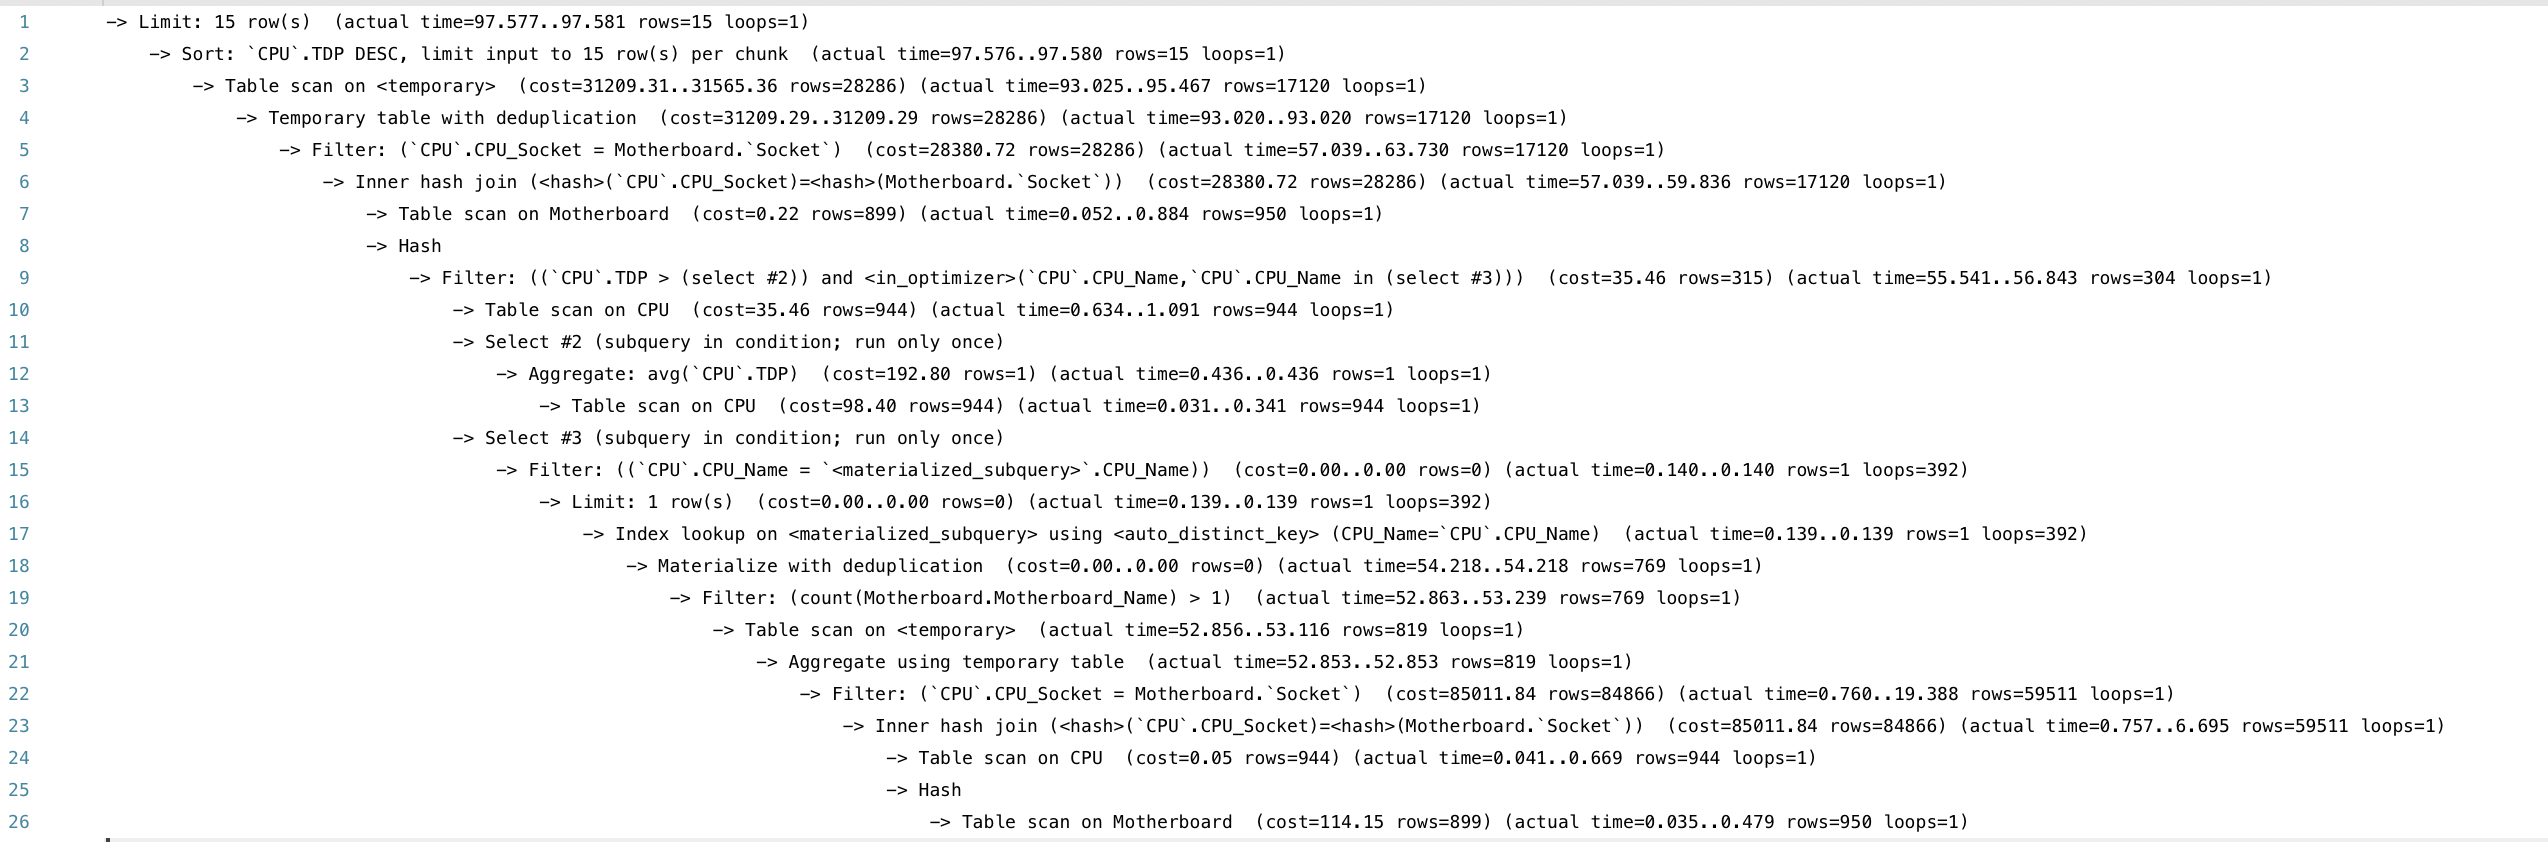 1 -> Limit: 15 row(s)  (actual time=97.577..97.581 rows=15 loops=1)
2 -> Sort: `CPU`.TDP DESC, limit input to 15 row(s) per chunk  (actual time=97.576..97.580 rows=15 loops=1)
3 -> Table scan on <temporary>  (cost=31209.31..31565.36 rows=28286) (actual time=93.025..95.467 rows=17120 loops=1)
4 -> Temporary table with deduplication  (cost=31209.29..31209.29 rows=28286) (actual time=93.020..93.020 rows=17120 loops=1)
5 -> Filter: (`CPU`.CPU_Socket = Motherboard.`Socket`)  (cost=28380.72 rows=28286) (actual time=57.039..63.730 rows=17120 loops=1)
6 -> Inner hash join (<hash>(`CPU`.CPU_Socket)=<hash>(Motherboard.`Socket`))  (cost=28380.72 rows=28286) (actual time=57.039..59.836 rows=17120 loops=1)
7 -> Table scan on Motherboard  (cost=0.22 rows=899) (actual time=0.052..0.884 rows=950 loops=1)
8 -> Hash
9 -> Filter: ((`CPU`.TDP > (select #2)) and <in_optimizer>(`CPU`.CPU_Name,`CPU`.CPU_Name in (select #3)))  (cost=35.46 rows=315) (actual time=55.541..56.843 rows=304 loops=1)
10 -> Table scan on CPU  (cost=35.46 rows=944) (actual time=0.634..1.091 rows=944 loops=1)
11 -> Select #2 (subquery in condition; run only once)
12 -> Aggregate: avg(`CPU`.TDP)  (cost=192.80 rows=1) (actual time=0.436..0.436 rows=1 loops=1)
13 -> Table scan on CPU  (cost=98.40 rows=944) (actual time=0.031..0.341 rows=944 loops=1)
14 -> Select #3 (subquery in condition; run only once)
15 -> Filter: ((`CPU`.CPU_Name = `<materialized_subquery>`.CPU_Name))  (cost=0.00..0.00 rows=0) (actual time=0.140..0.140 rows=1 loops=392)
16 -> Limit: 1 row(s)  (cost=0.00..0.00 rows=0) (actual time=0.139..0.139 rows=1 loops=392)
17 -> Index lookup on <materialized_subquery> using <auto_distinct_key> (CPU_Name=`CPU`.CPU_Name)  (actual time=0.139..0.139 rows=1 loops=392)
18 -> Materialize with deduplication  (cost=0.00..0.00 rows=0) (actual time=54.218..54.218 rows=769 loops=1)
19 -> Filter: (count(Motherboard.Motherboard_Name) > 1)  (actual time=52.863..53.239 rows=769 loops=1)
20 -> Table scan on <temporary>  (actual time=52.856..53.116 rows=819 loops=1)
21 -> Aggregate using temporary table  (actual time=52.853..52.853 rows=819 loops=1)
22 -> Filter: (`CPU`.CPU_Socket = Motherboard.`Socket`)  (cost=85011.84 rows=84866) (actual time=0.760..19.388 rows=59511 loops=1)
23 -> Inner hash join (<hash>(`CPU`.CPU_Socket)=<hash>(Motherboard.`Socket`))  (cost=85011.84 rows=84866) (actual time=0.757..6.695 rows=59511 loops=1)
24 -> Table scan on CPU  (cost=0.05 rows=944) (actual time=0.041..0.669 rows=944 loops=1)
25 -> Hash
26 -> Table scan on Motherboard  (cost=114.15 rows=899) (actual time=0.035..0.479 rows=950 loops=1)